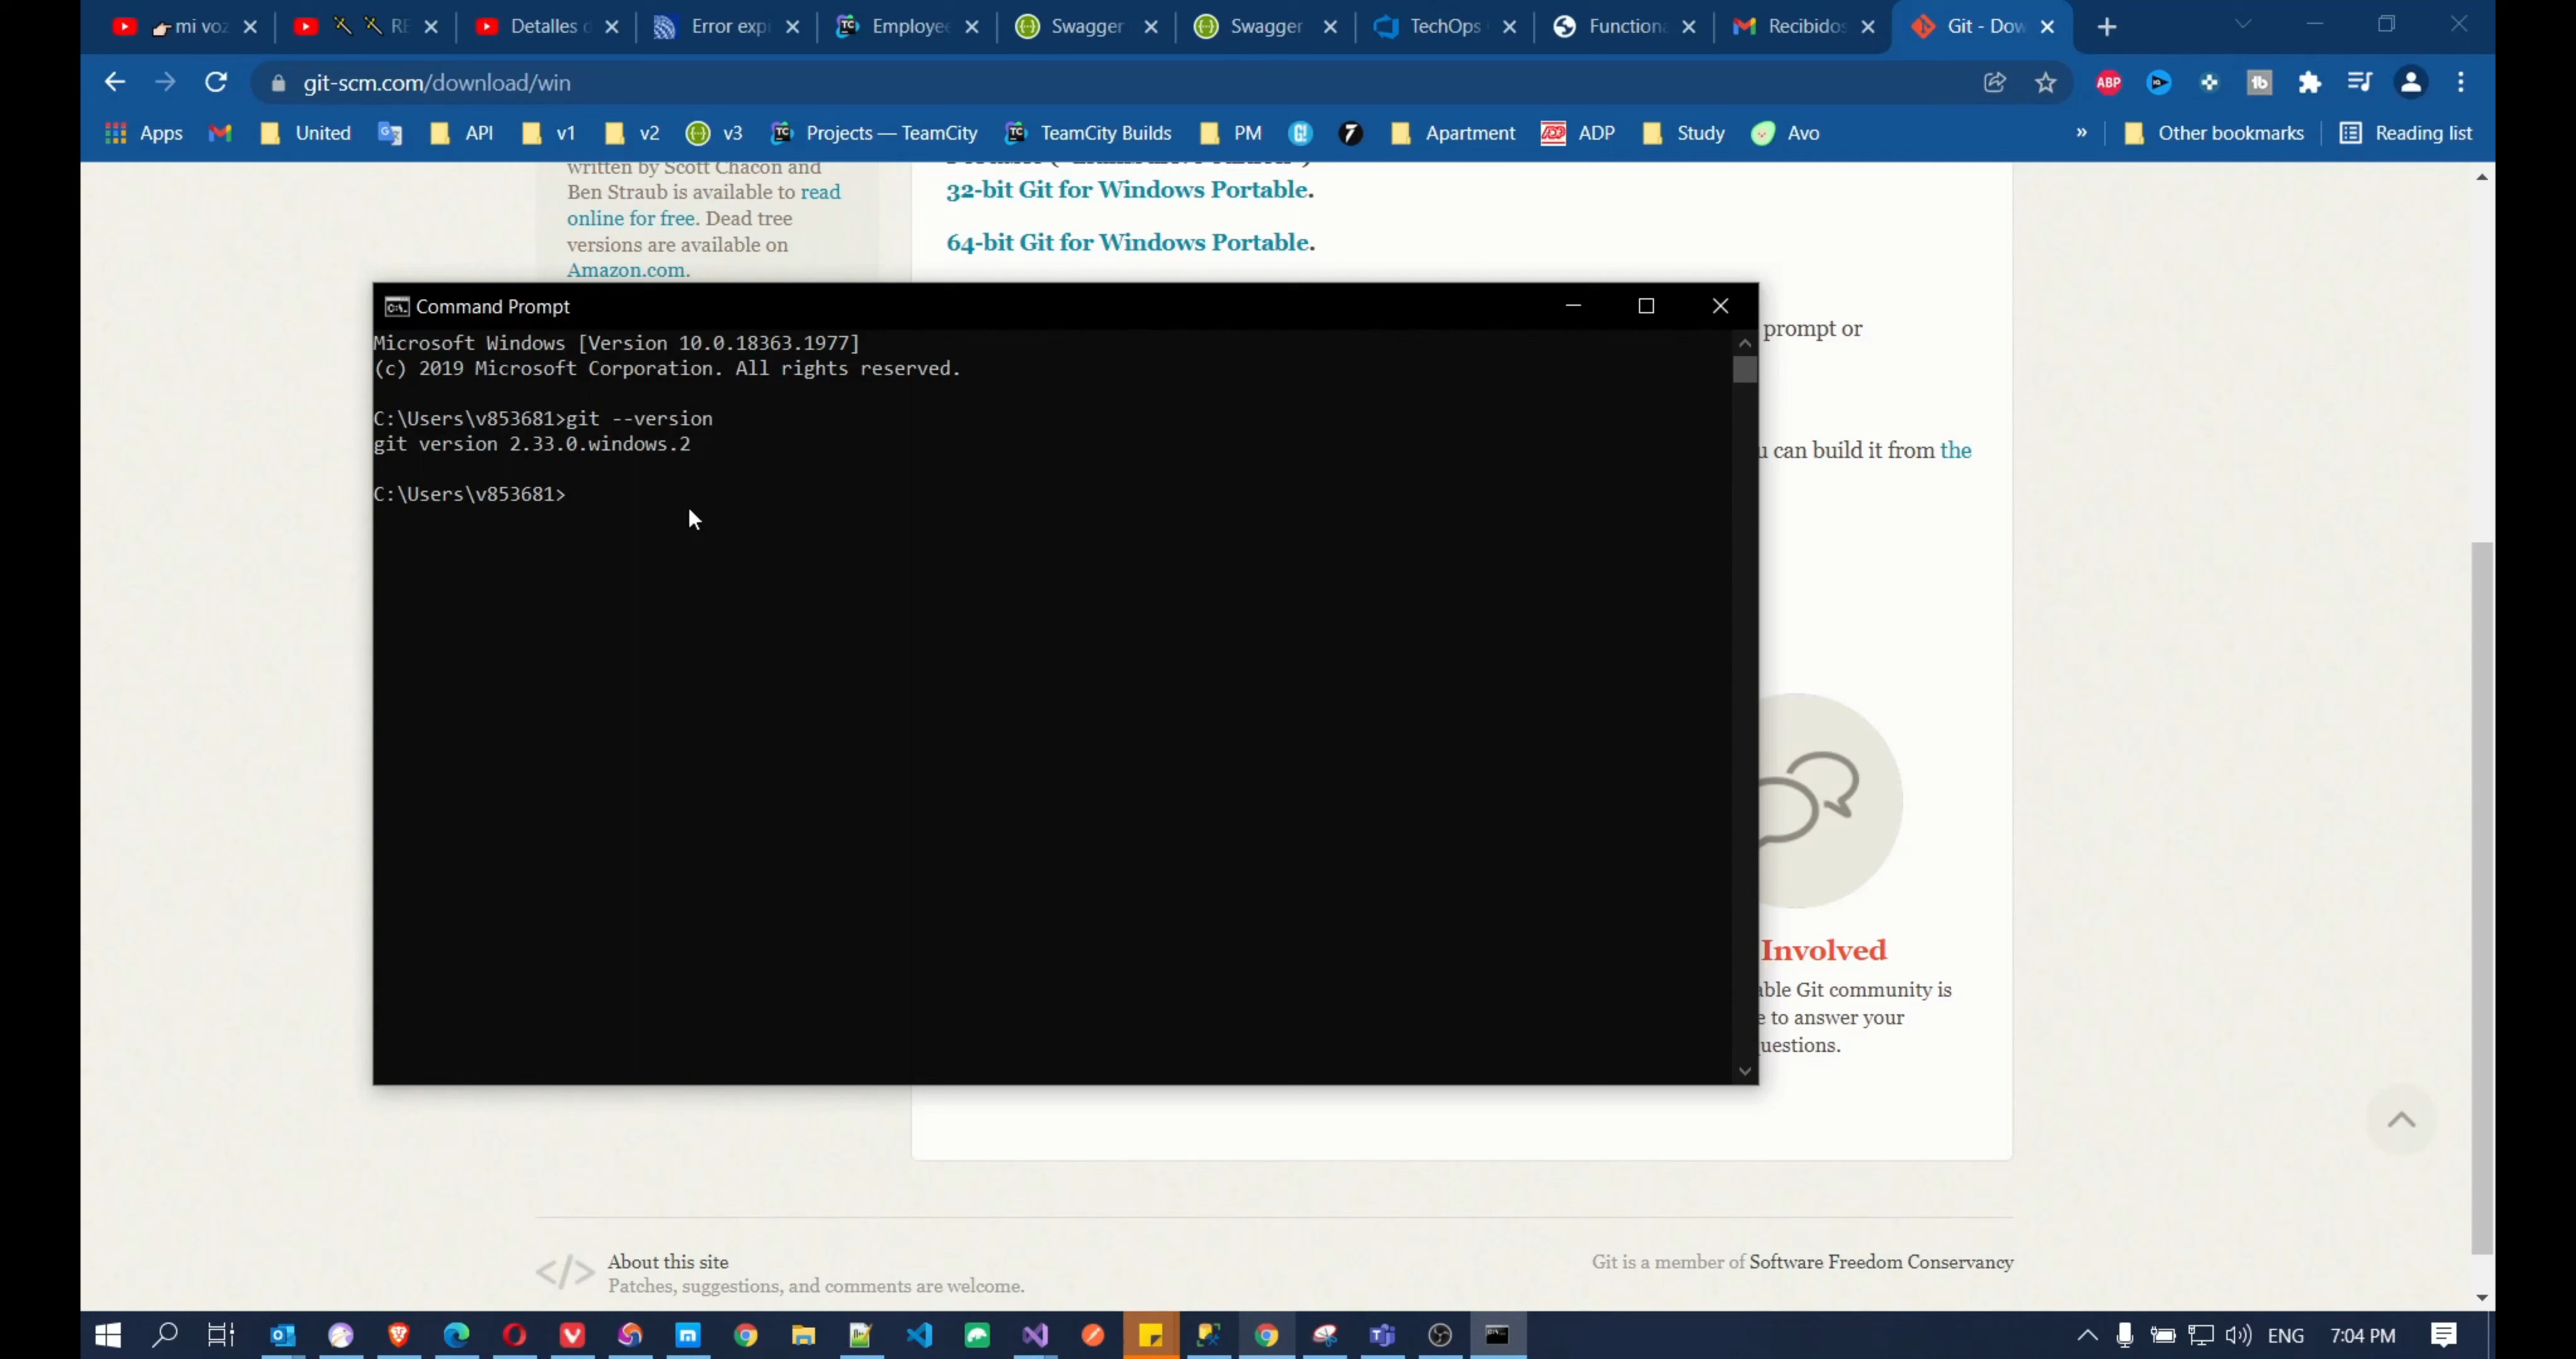 mi voz
RE
Detalles d
Error exp
Employee
Swagger
Swagger
TechOps
Function
Recibidos
Git - Dow
git-scm.com/download/win
ABP
Apps
United
API
v1
v2
v3
Projects — TeamCity
TeamCity Builds
PM
Apartment
ADP
Study
Avo
»
Other bookmarks
Reading list
written by Scott Chacon and
Ben Straub is available to read
online for free. Dead tree
versions are available on
Amazon.com.
32-bit Git for Windows Portable.
64-bit Git for Windows Portable.
prompt or
u can build it from the
Command Prompt
Microsoft Windows [Version 10.0.18363.1977]
(c) 2019 Microsoft Corporation. All rights reserved.
C:\Users\v853681>git --version
git version 2.33.0.windows.2
C:\Users\v853681>
Involved
able Git community is
e to answer your
uestions.
</>
About this site
Patches, suggestions, and comments are welcome.
Git is a member of Software Freedom Conservancy
ENG
7:04 PM